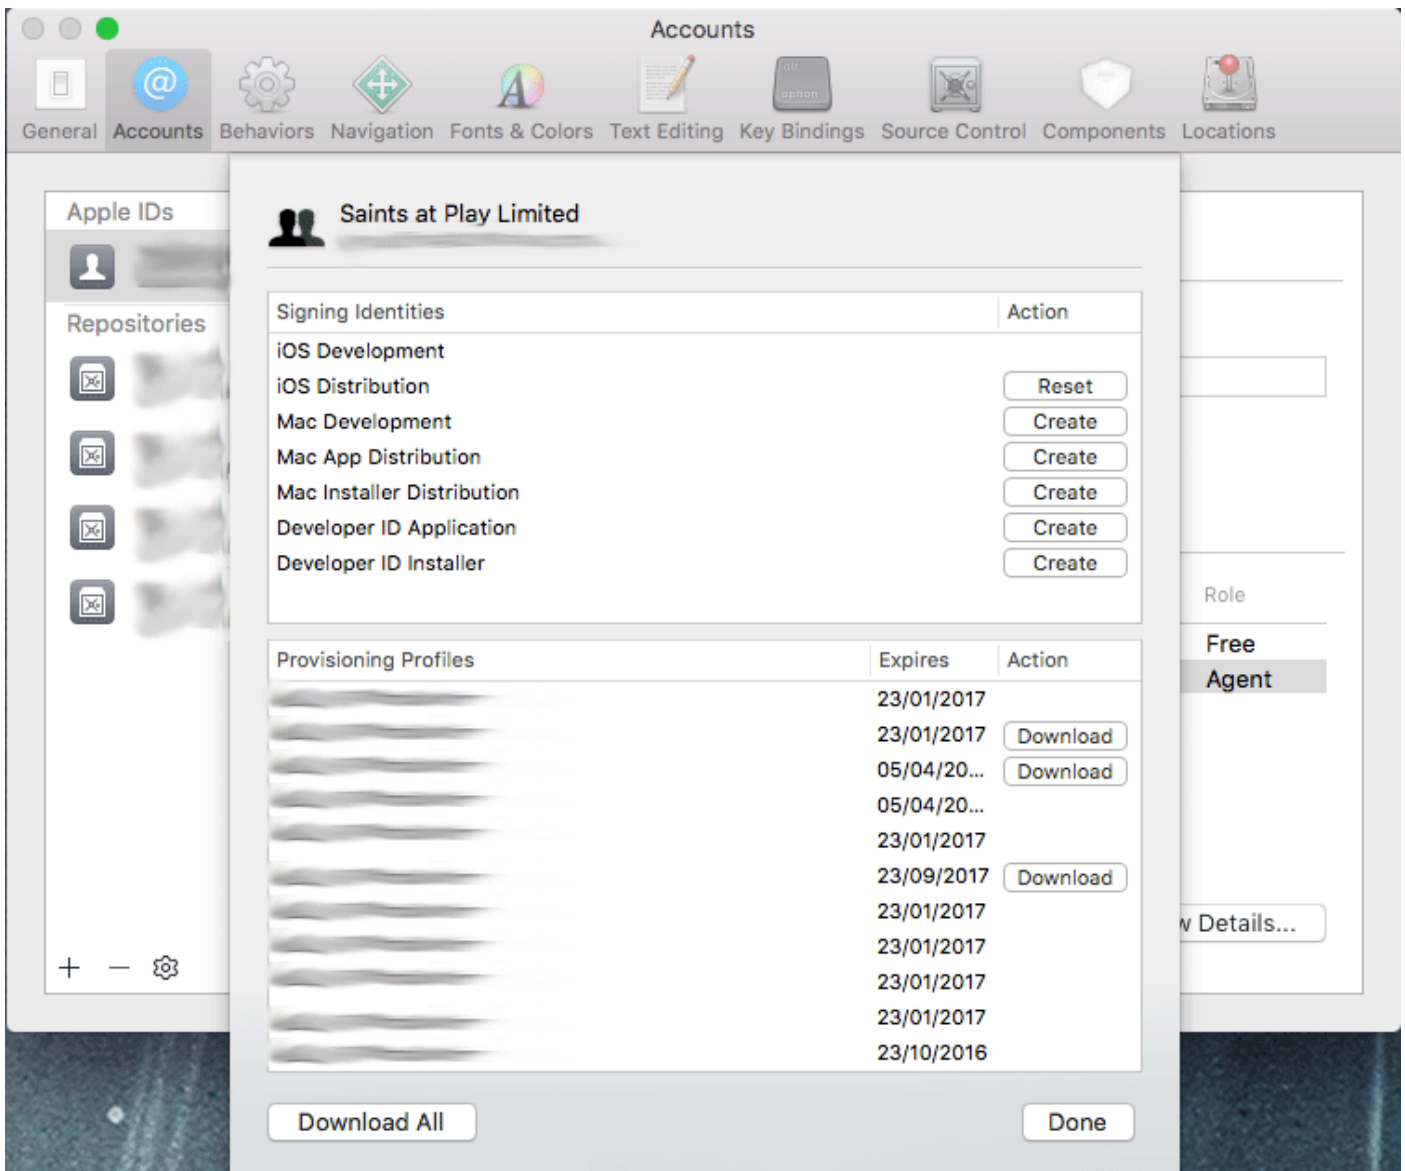 Accounts
alt
option
General Accounts Behaviors Navigation Fonts & Colors Text Editing Key Bindings Source Control Components Locations
Apple IDs
Repositories
Saints at Play Limited
Signing Identities Action
iOS Development
iOS Distribution Reset
Mac Development Create
Mac App Distribution Create
Mac Installer Distribution Create
Developer ID Application Create
Developer ID Installer Create
Role
Free
Agent
Provisioning Profiles Expires Action
23/01/2017
23/01/2017 Download
05/04/20... Download
05/04/20...
23/01/2017
23/09/2017 Download
23/01/2017
23/01/2017
23/01/2017
23/01/2017
23/10/2016
w Details...
Download All Done